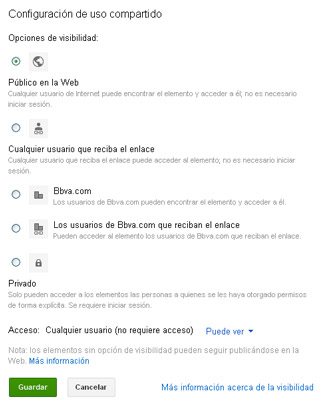 Configuración de uso compartido
Opciones de visibilidad:
Público en la Web
Cualquier usuario de Internet puede encontrar el elemento y acceder a él; no es necesario
iniciar sesión.
Cualquier usuario que reciba el enlace
Cualquier usuario que reciba el enlace puede acceder al elemento; no es necesario iniciar
sesión.
Bbva.com
Los usuarios de Bbva.com pueden encontrar el elemento y acceder a él.
Los usuarios de Bbva.com que reciban el enlace
Pueden acceder al elemento los usuarios de Bbva.com que reciban el enlace.
Privado
Solo pueden acceder a los elementos las personas a quienes se les haya otorgado permisos
de forma explícita. Se requiere iniciar sesión.
Acceso: Cualquier usuario (no requiere acceso) Puede ver
Nota: los elementos sin opción de visibilidad pueden seguir publicándose en la
Web. Más información
Guardar Cancelar Más información acerca de la visibilidad